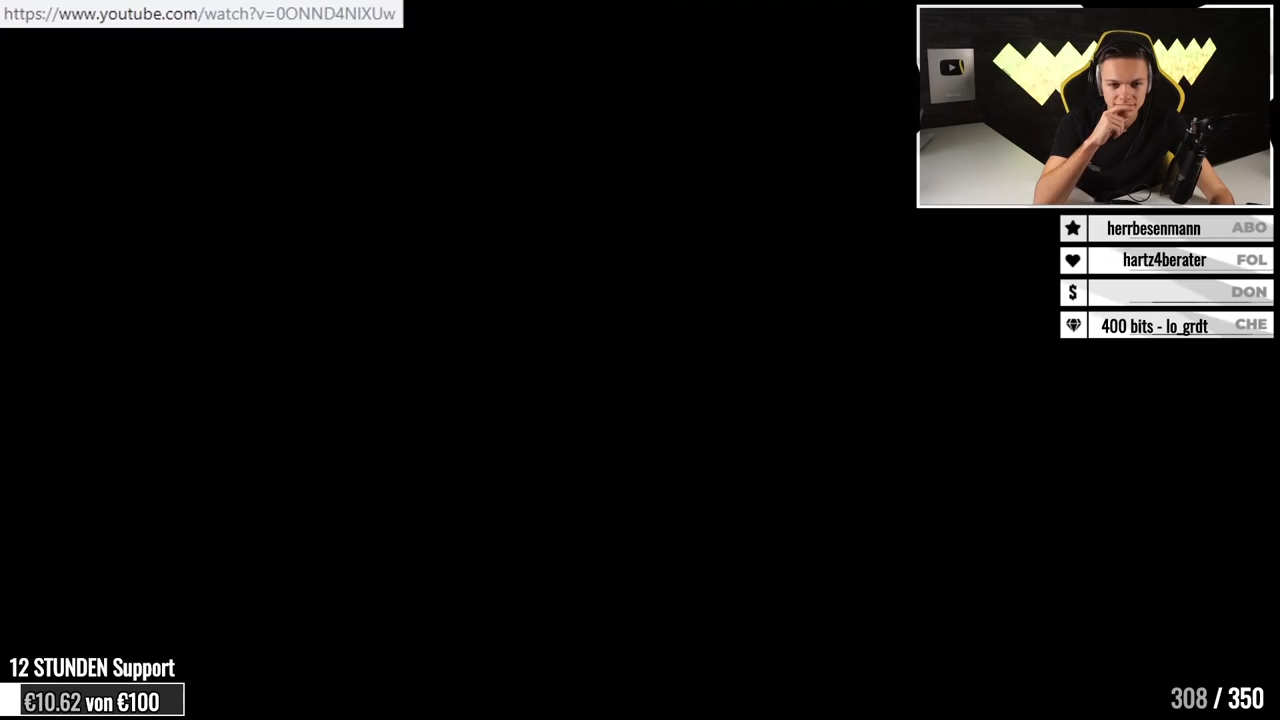 https://www.youtube.com/watch?v=0ONND4NlXUw
herrbesenmann ABO
hartz4berater FOL
$ DON
400 bits - lo_grdt CHE
12 STUNDEN Support
€10.62 von €100
308 / 350